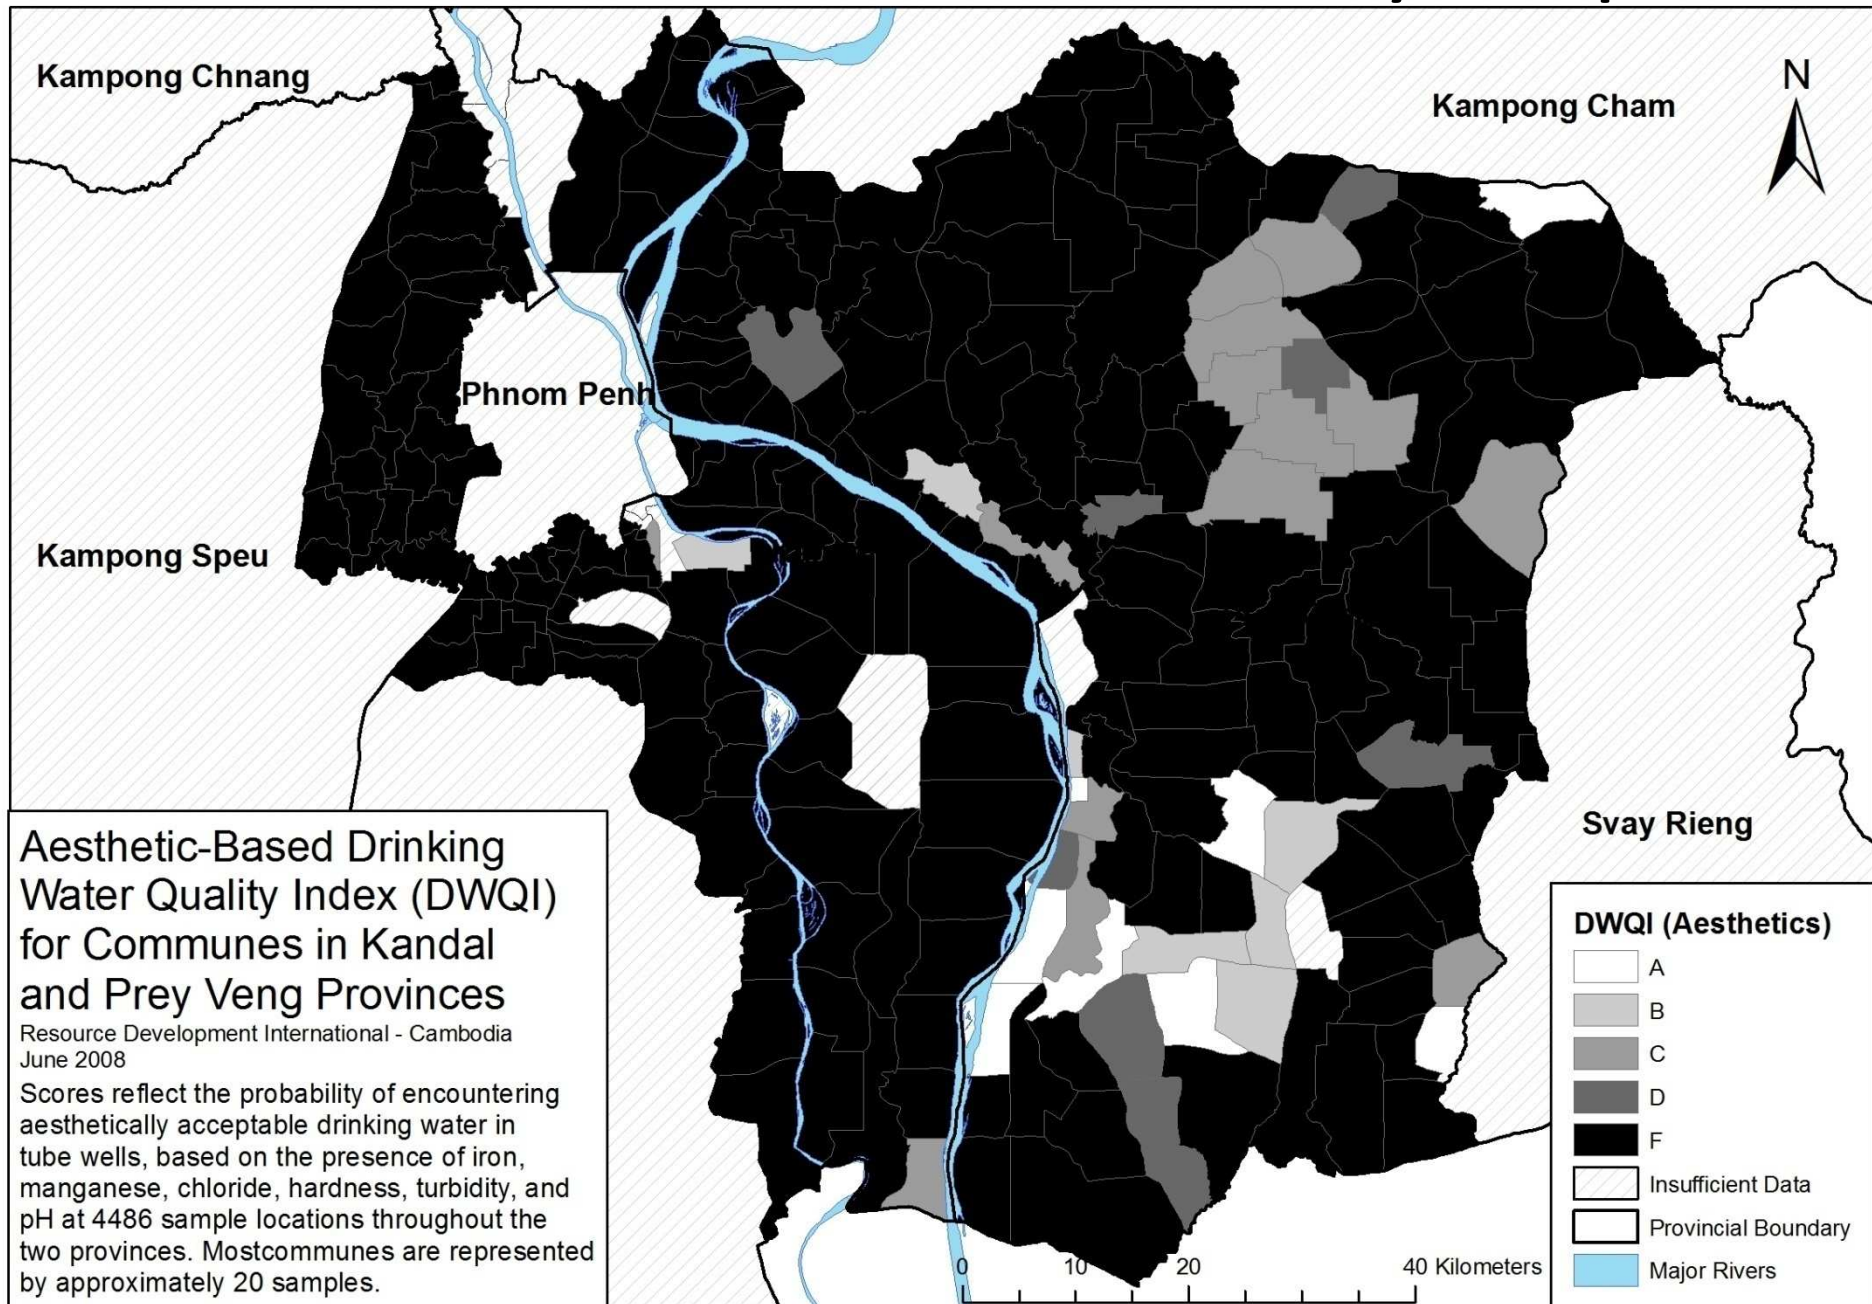 Kampong Chnang
Kampong Cham
N
Phnom Penh
Kampong Speu
Svay Rieng
Aesthetic-Based Drinking
Water Quality Index (DWQI)
for Communes in Kandal
and Prey Veng Provinces
Resource Development International - Cambodia
June 2008
Scores reflect the probability of encountering
aesthetically acceptable drinking water in
tube wells, based on the presence of iron,
manganese, chloride, hardness, turbidity, and
pH at 4486 sample locations throughout the
two provinces. Mostcommunes are represented
by approximately 20 samples.
0 10 20 40 Kilometers
DWQI (Aesthetics)
A
B
C
D
F
Insufficient Data
Provincial Boundary
Major Rivers